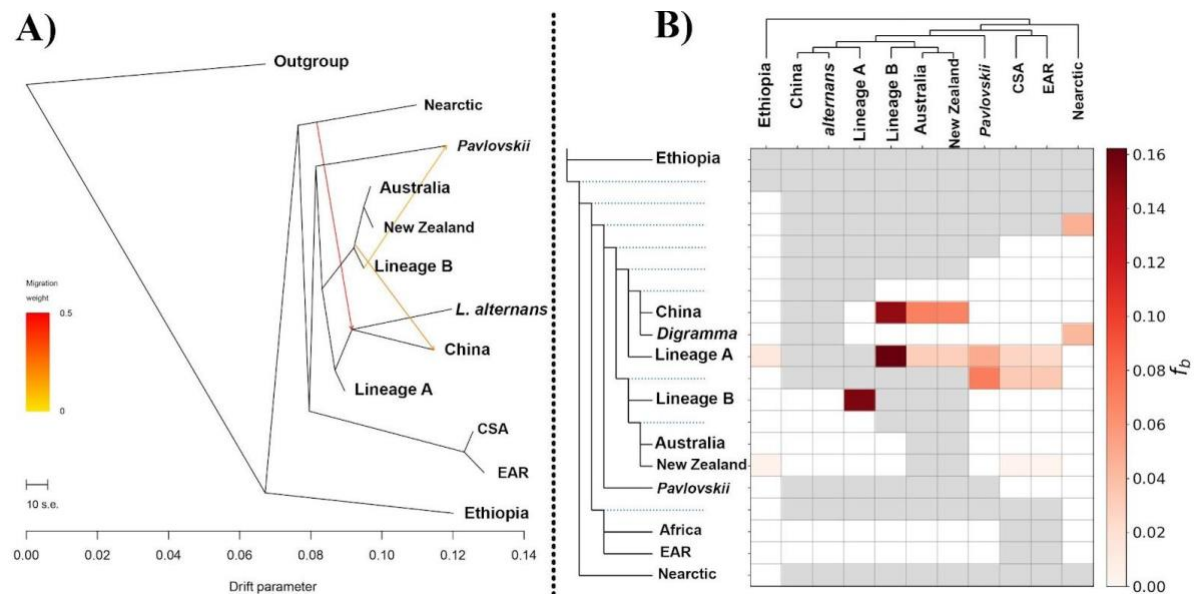 A)
Outgroup
Nearctic
Pavlovskii
Australia
New Zealand
Lineage B
L. alternans
China
Lineage A
CSA
EAR
Ethiopia
Migration
weight
0.5
0
10 s.e.
0.00 0.02 0.04 0.06 0.08 0.10 0.12 0.14
Drift parameter
B)
Ethiopia
China
alternans
Lineage A
Lineage B
Australia
New Zealand
Pavlovskii
CSA
EAR
Nearctic
Ethiopia
China
Digramma
Lineage A
Lineage B
Australia
New Zealand
Pavlovskii
Africa
EAR
Nearctic
0.16
0.14
0.12
0.10
0.08
0.06
0.04
0.02
0.00
fb